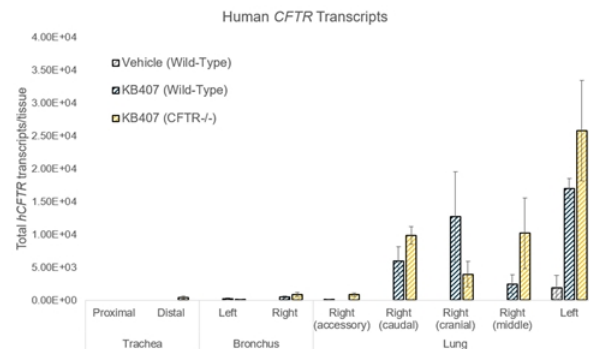 Human CFTR Transcripts
Total hCFTR transcripts/tissue
4.00E+04
3.50E+04
3.00E+04
2.50E+04
2.00E+04
1.50E+04
1.00E+04
5.00E+03
0.00E+00
Vehicle (Wild-Type)
KB407 (Wild-Type)
KB407 (CFTR-/-)
Proximal Distal Left Right Right Right Right Right Left
(accessory) (caudal) (cranial) (middle)
Trachea Bronchus Lung